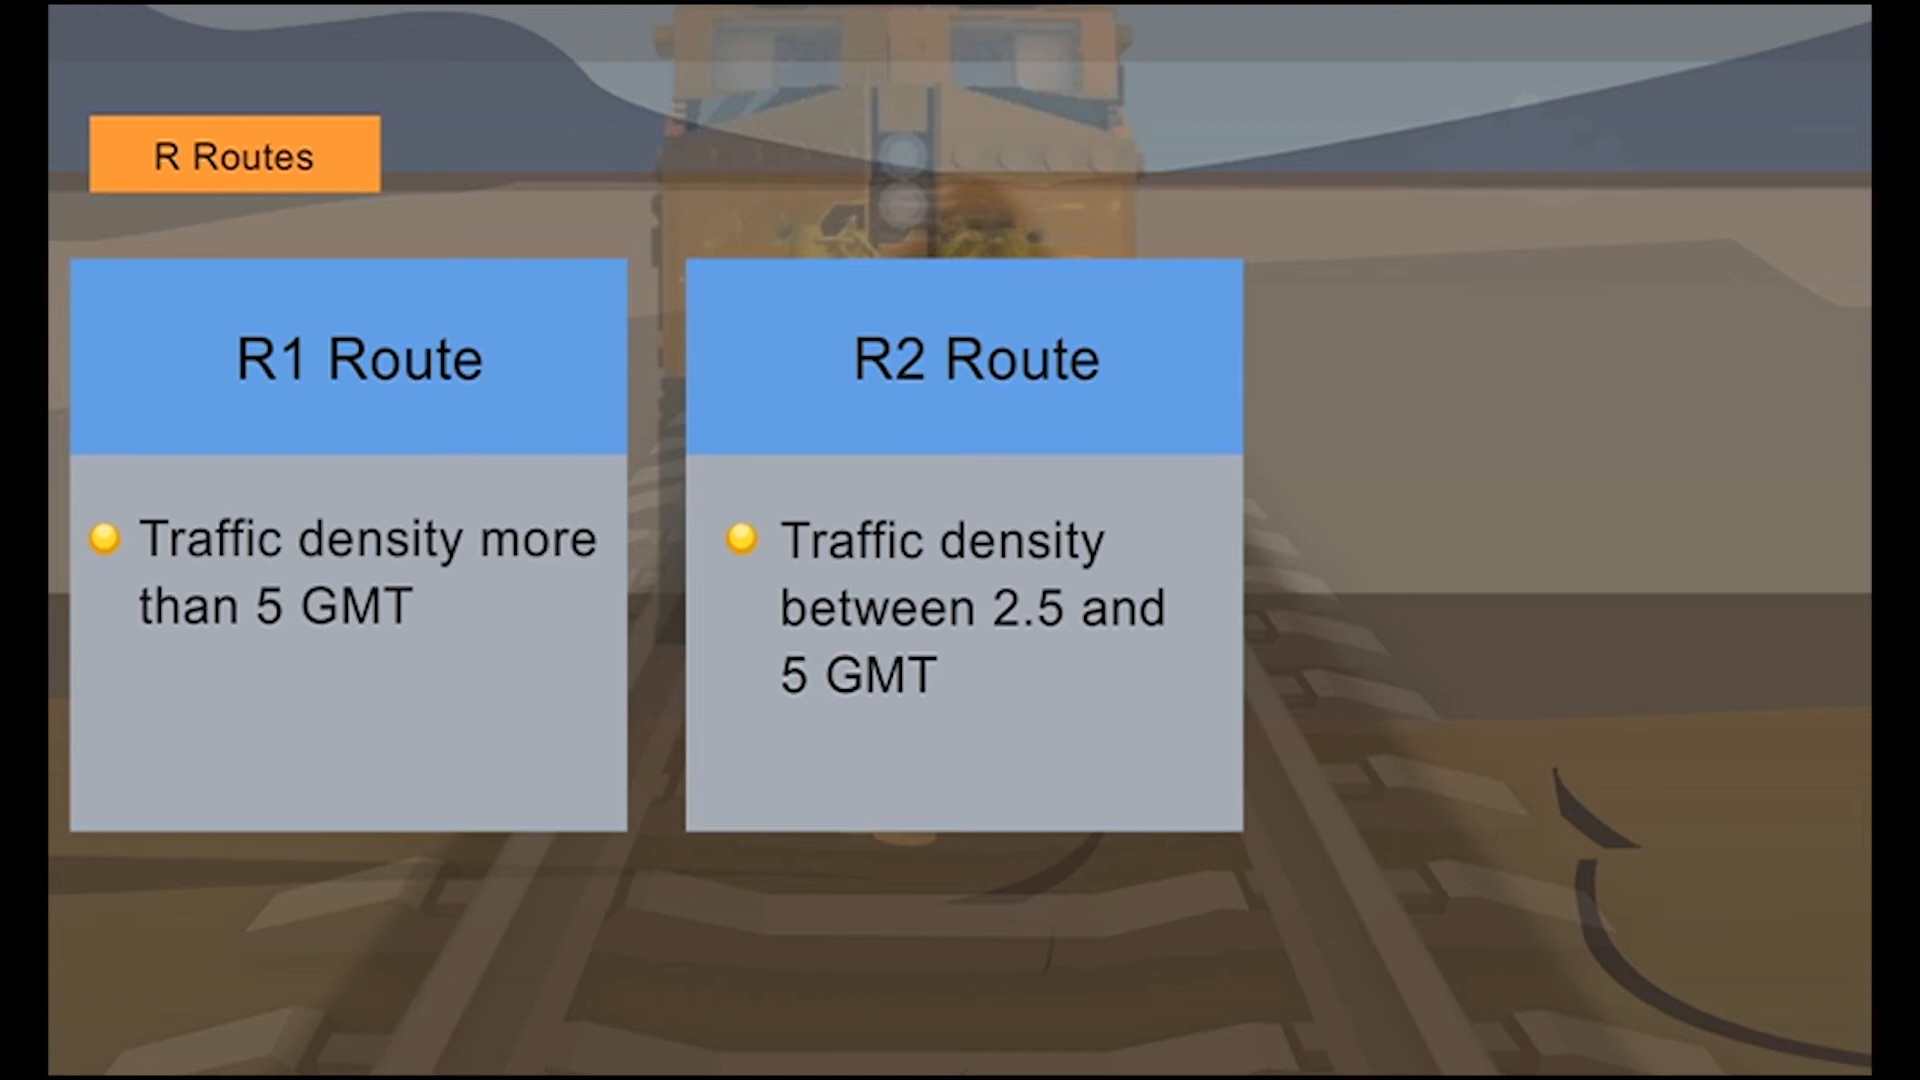 R Routes
R1 Route
Traffic density more
than 5 GMT
R2 Route
Traffic density
between 2.5 and
5 GMT